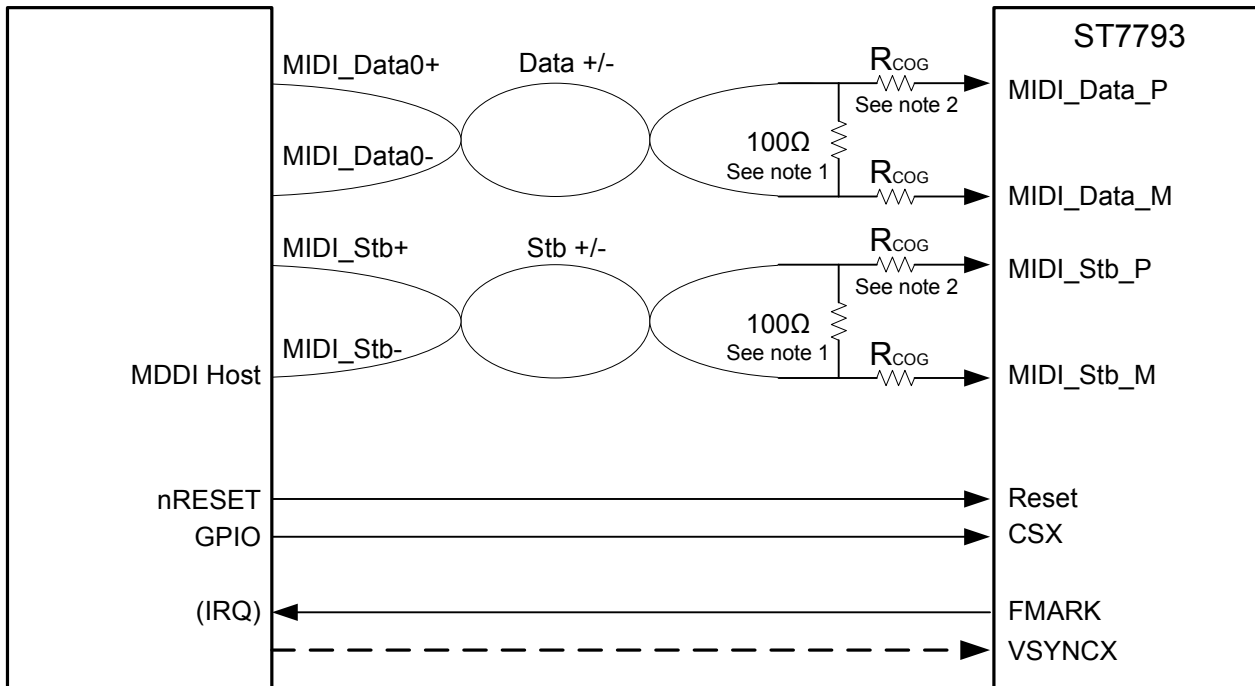 ST7793
MIDI_Data0+
Data +/-
RCOG
See note 2
MIDI_Data_P
MIDI_Data0-
100Ω
See note 1
RCOG
MIDI_Data_M
MIDI_Stb+
Stb +/-
RCOG
See note 2
MIDI_Stb_P
MIDI_Stb-
100Ω
See note 1
RCOG
MIDI_Stb_M
MDDI Host
nRESET
Reset
GPIO
CSX
(IRQ)
FMARK
VSYNCX